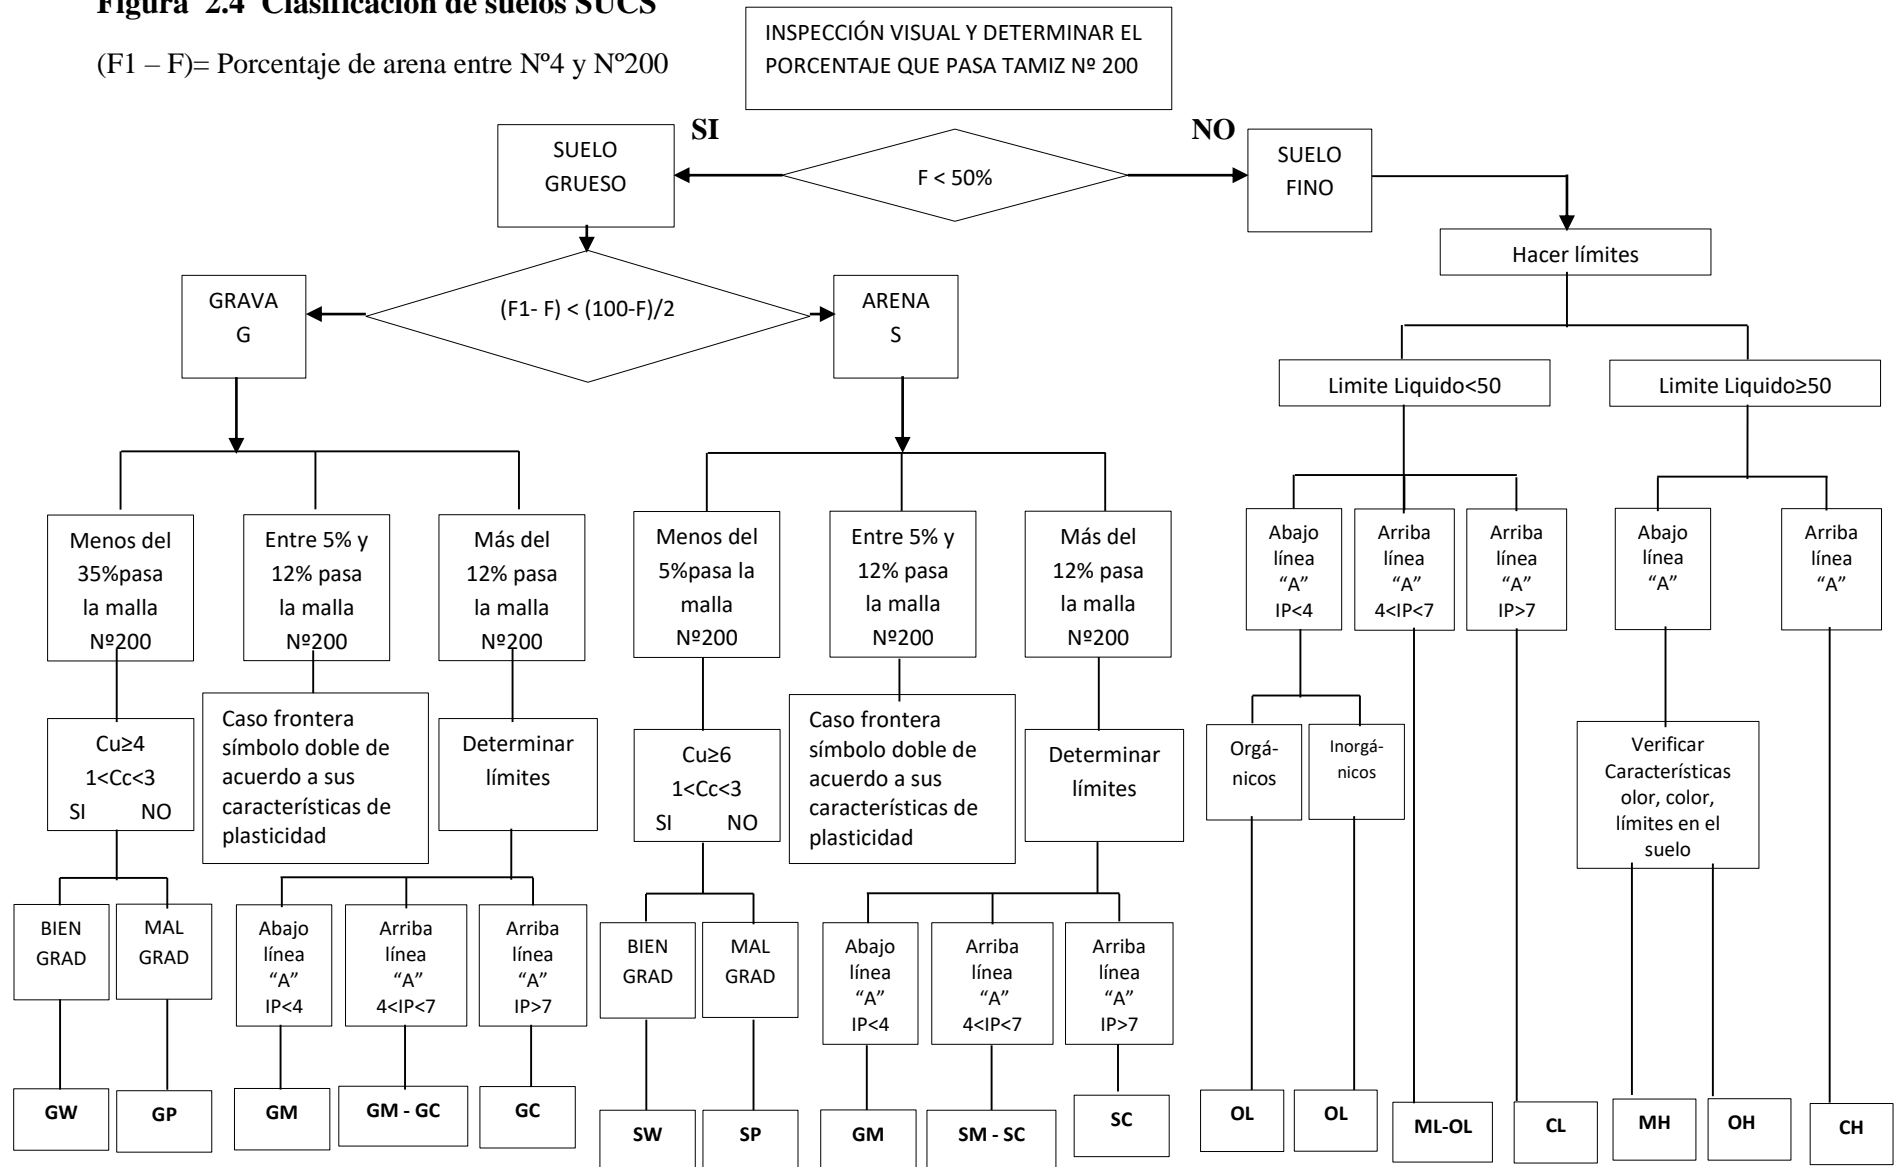 Figura 2.4 Clasificación de suelos SUCS
(F1 – F)= Porcentaje de arena entre Nº4 y Nº200
INSPECCIÓN VISUAL Y DETERMINAR EL
PORCENTAJE QUE PASA TAMIZ Nº 200
SI
NO
SUELO
GRUESO
F < 50%
SUELO
FINO
Hacer límites
GRAVA
G
(F1- F) < (100-F)/2
ARENA
S
Limite Liquido<50
Limite Liquido≥50
Menos del
35%pasa
la malla
Nº200
Entre 5% y
12% pasa
la malla
Nº200
Más del
12% pasa
la malla
Nº200
Menos del
5%pasa la
malla
Nº200
Entre 5% y
12% pasa
la malla
Nº200
Más del
12% pasa
la malla
Nº200
Abajo
línea
“A”
IP<4
Arriba
línea
“A”
4<IP<7
Arriba
línea
“A”
IP>7
Abajo
línea
“A”
Arriba
línea
“A”
Cu≥4
1<Cc<3
SI NO
Caso frontera
símbolo doble de
acuerdo a sus
características de
plasticidad
Determinar
límites
Cu≥6
1<Cc<3
SI NO
Caso frontera
símbolo doble de
acuerdo a sus
características de
plasticidad
Determinar
límites
Orgá-
nicos
Inorgá-
nicos
Verificar
Características
olor, color,
límites en el
suelo
BIEN
GRAD
MAL
GRAD
Abajo
línea
“A”
IP<4
Arriba
línea
“A”
4<IP<7
Arriba
línea
“A”
IP>7
BIEN
GRAD
MAL
GRAD
Abajo
línea
“A”
IP<4
Arriba
línea
“A”
4<IP<7
Arriba
línea
“A”
IP>7
GW
GP
GM
GM - GC
GC
SW
SP
GM
SM - SC
SC
OL
OL
ML-OL
CL
MH
OH
CH